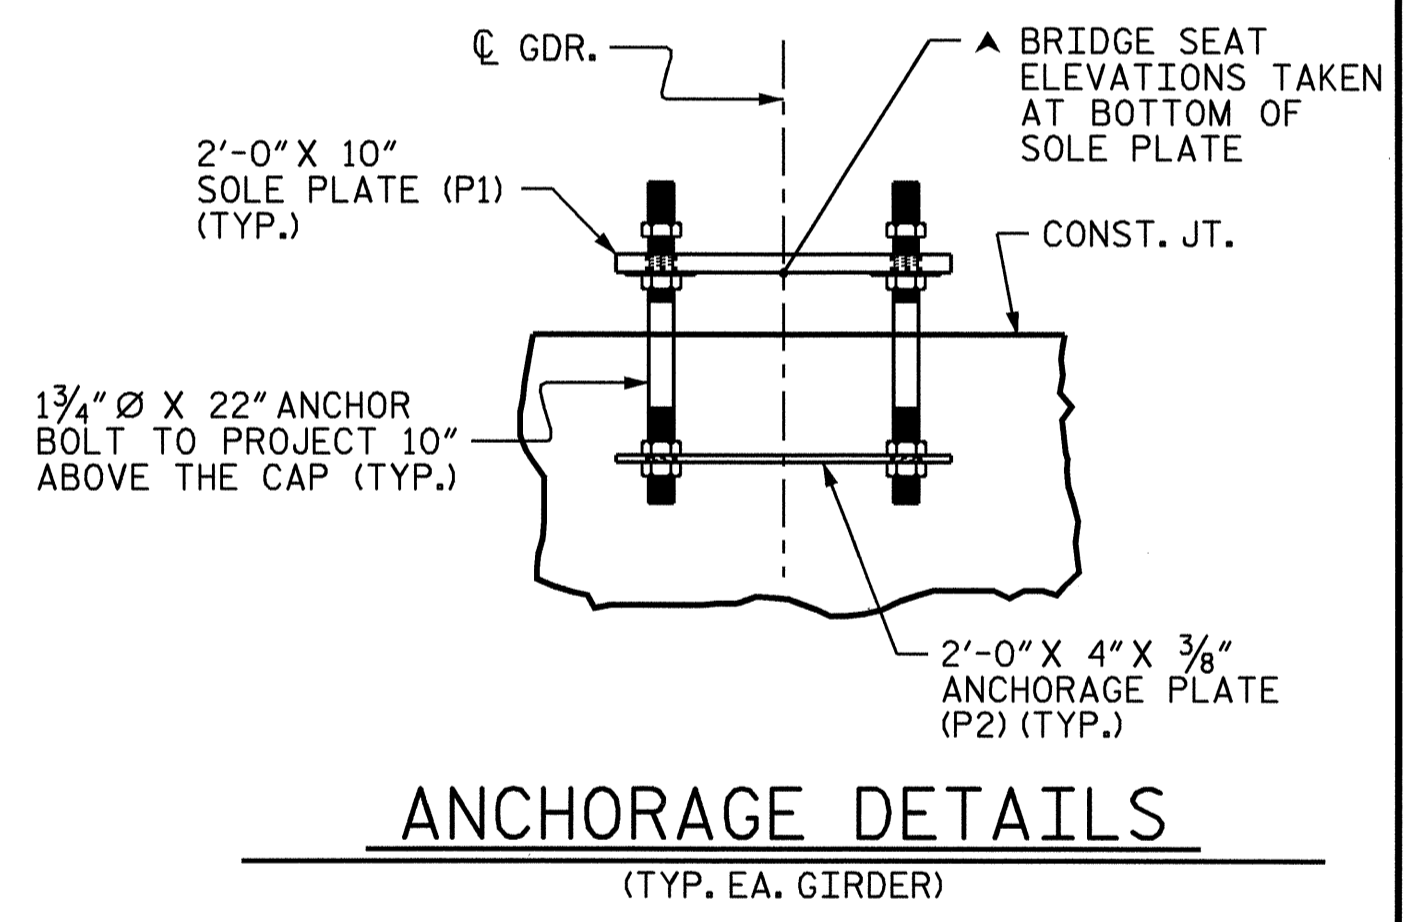 ℄ GDR.
▲ BRIDGE SEAT
ELEVATIONS TAKEN
AT BOTTOM OF
SOLE PLATE
2'-0" X 10"
SOLE PLATE (P1)
(TYP.)
CONST. JT.
1¾" Ø X 22" ANCHOR
BOLT TO PROJECT 10"
ABOVE THE CAP (TYP.)
2'-0" X 4" X ⅜"
ANCHORAGE PLATE
(P2) (TYP.)
ANCHORAGE DETAILS
(TYP. EA. GIRDER)